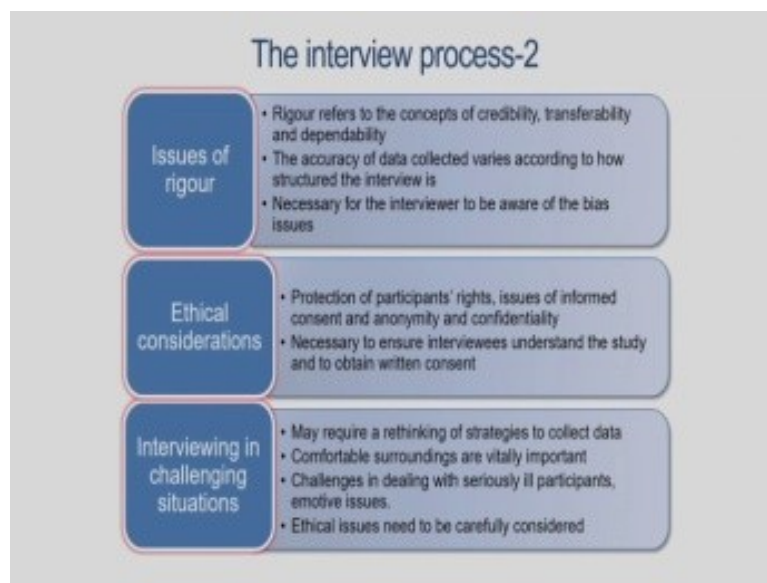 The interview process-2
Issues of
rigour
• Rigour refers to the concepts of credibility, transferability
and dependability
• The accuracy of data collected varies according to how
structured the interview is
• Necessary for the interviewer to be aware of the bias
issues
Ethical
considerations
• Protection of participants' rights, issues of informed
consent and anonymity and confidentiality
• Necessary to ensure interviewees understand the study
and to obtain written consent
Interviewing in
challenging
situations
• May require a rethinking of strategies to collect data
• Comfortable surroundings are vitally important
• Challenges in dealing with seriously ill participants,
emotive issues.
• Ethical issues need to be carefully considered